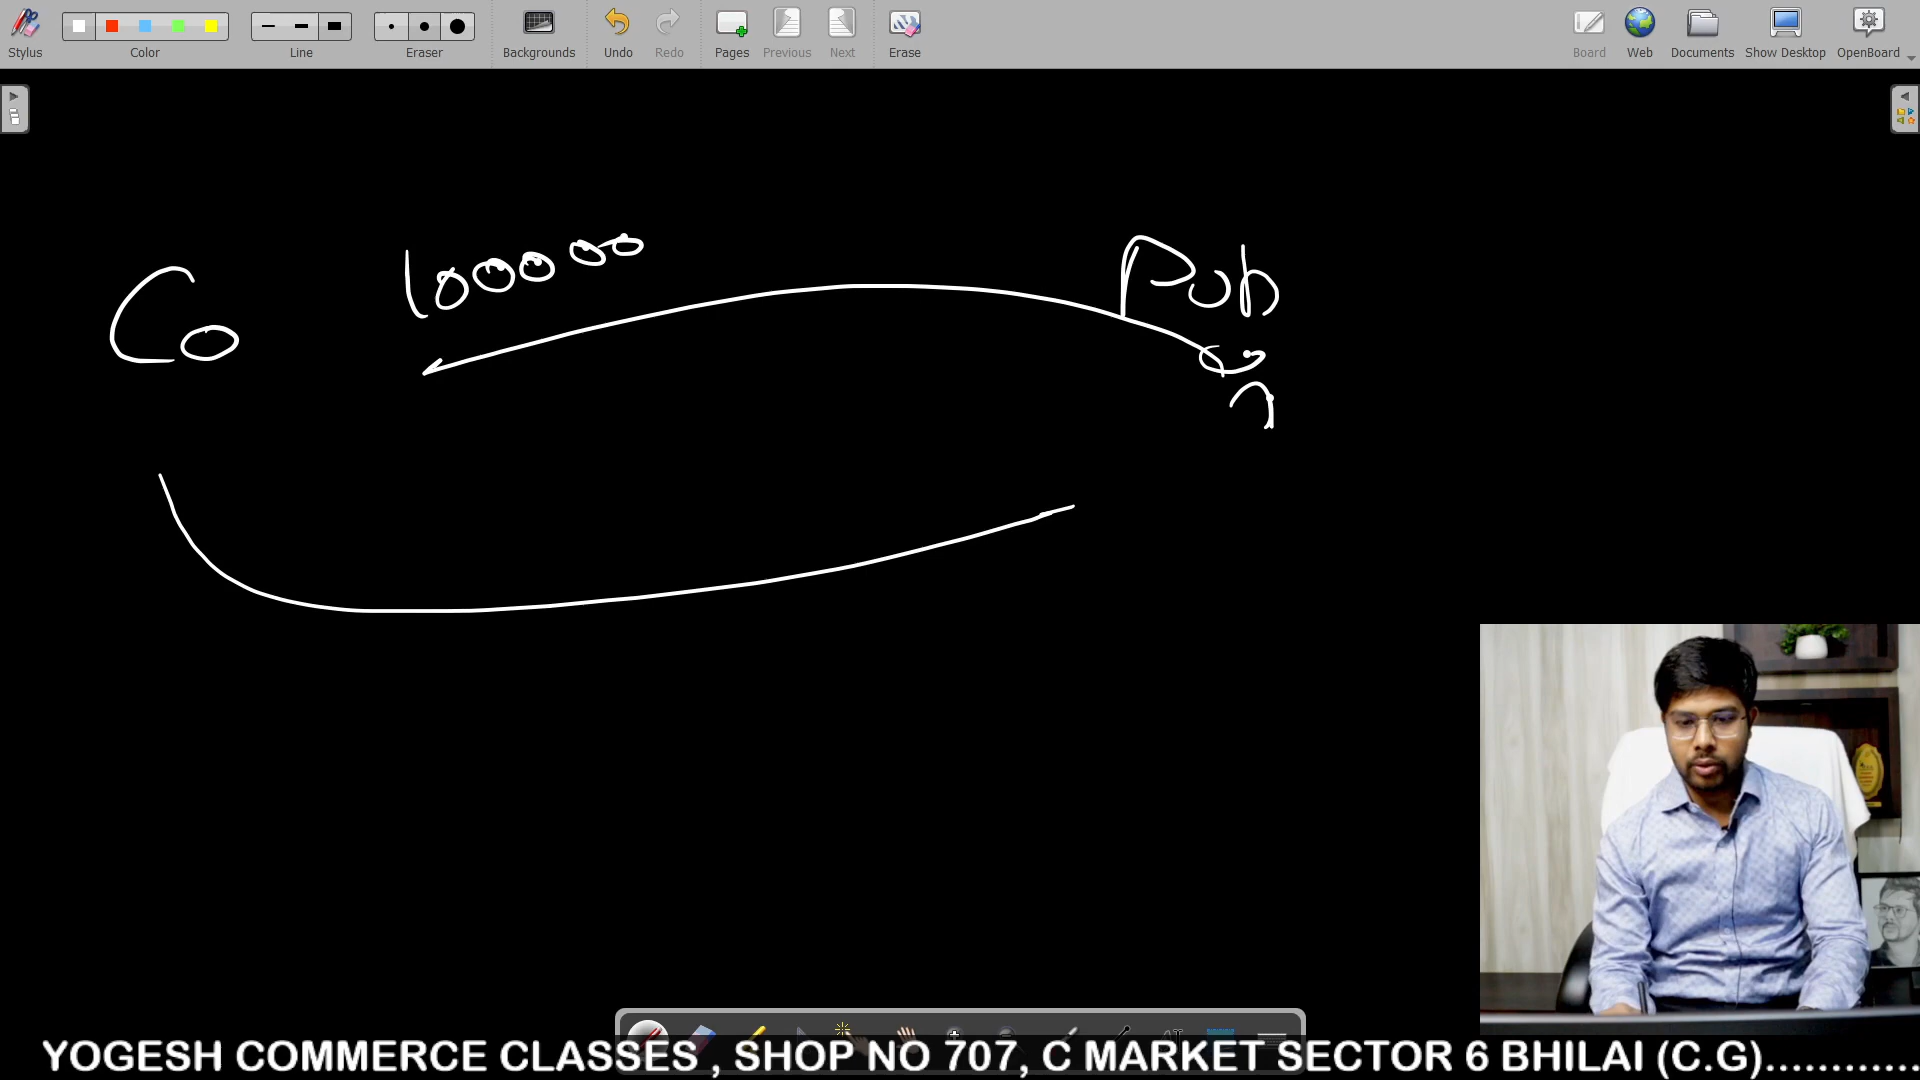 Stylus Color Line Eraser Backgrounds Undo Redo Pages Previous Next Erase Board Web Documents Show Desktop OpenBoard
100000
Pub
Co
YOGESH COMMERCE CLASSES , SHOP NO 707, C MARKET SECTOR 6 BHILAI (C.G)............